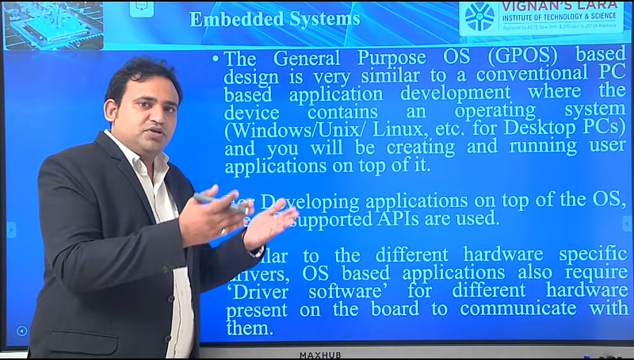 Embedded Systems
VIGNAN'S LARA
INSTITUTE OF TECHNOLOGY & SCIENCE
• The General Purpose OS (GPOS) based
design is very similar to a conventional PC
based application development where the
device contains an operating system
(Windows/Unix/ Linux, etc. for Desktop PCs)
and you will be creating and running user
applications on top of it.
Developing applications on top of the OS,
supported APIs are used.
to the different hardware specific
drivers, OS based applications also require
'Driver software' for different hardware
present on the board to communicate with
them.
MAXHUB